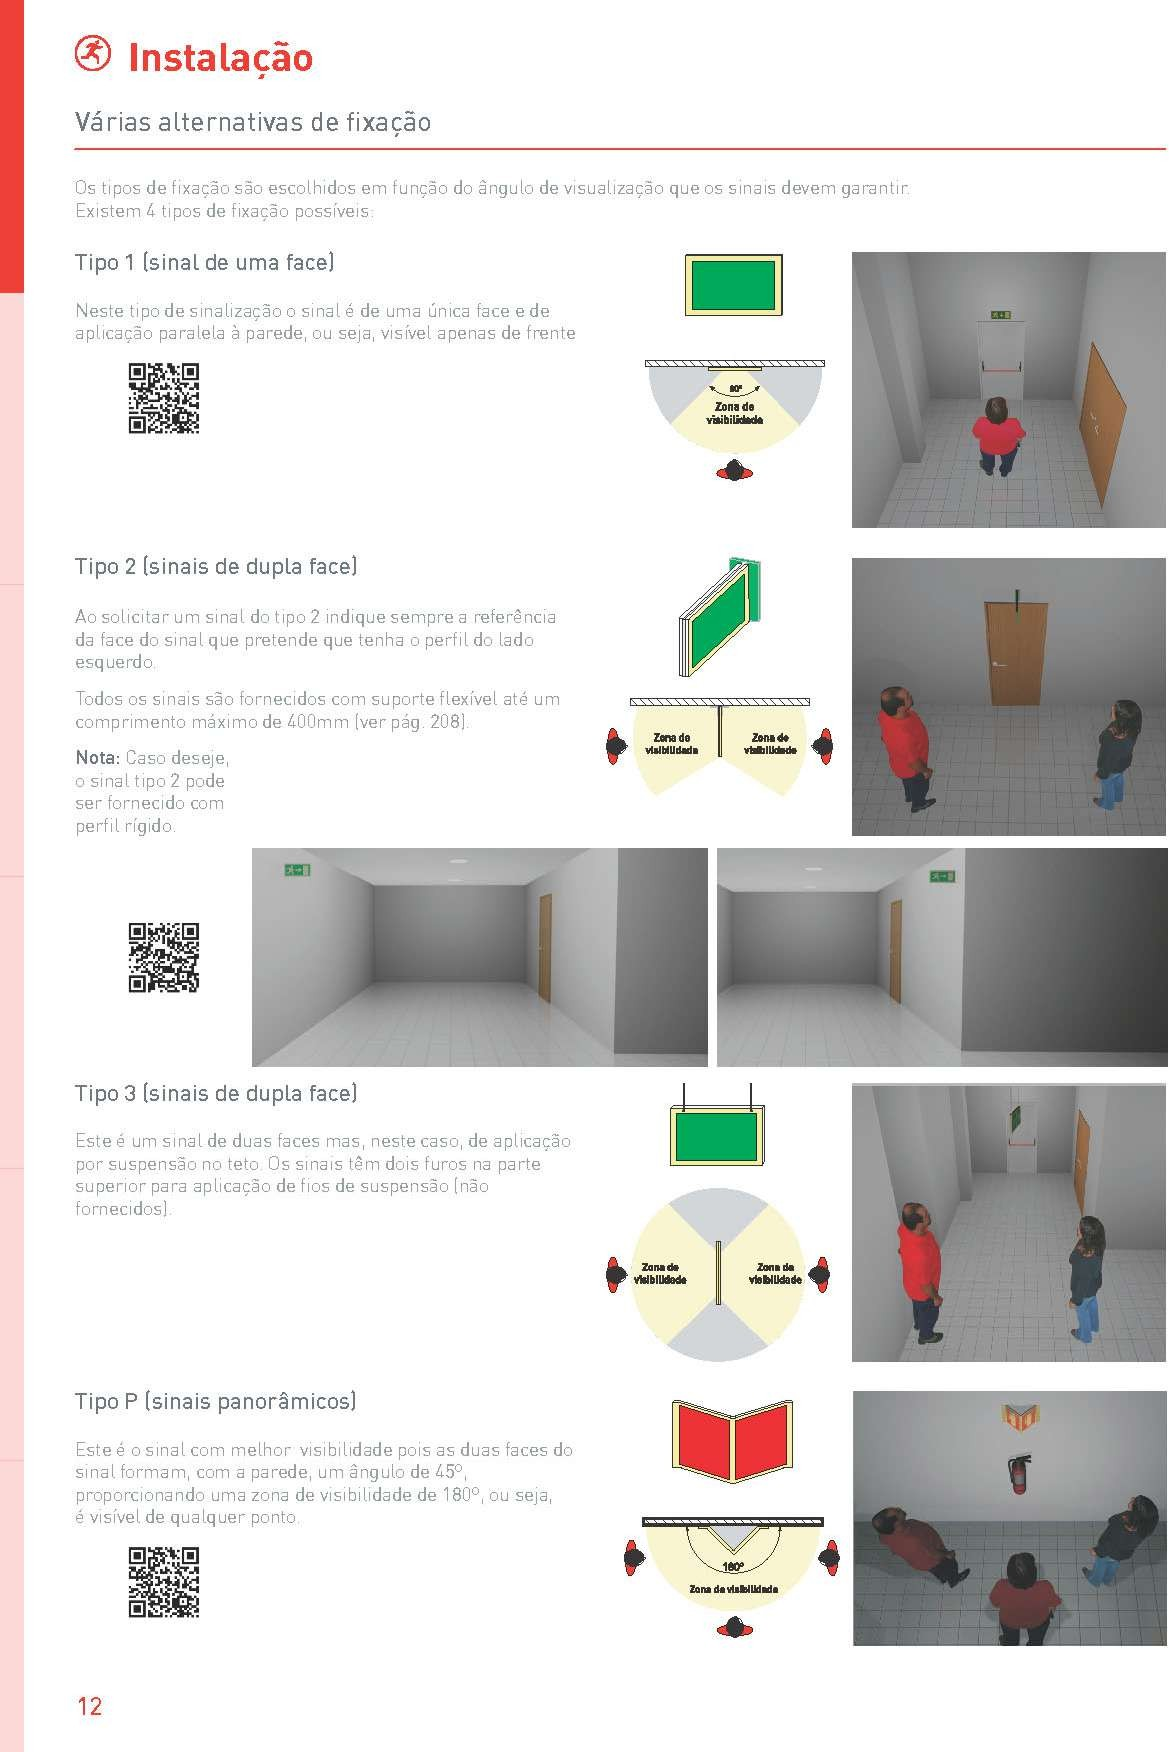 Instalação
Várias alternativas de fixação
Os tipos de fixação são escolhidos em função do ângulo de visualização que os sinais devem garantir.
Existem 4 tipos de fixação possíveis:
Tipo 1 (sinal de uma face)
Neste tipo de sinalização o sinal é de uma única face e de
aplicação paralela à parede, ou seja, visível apenas de frente
90º
Zona de
visibilidade
Tipo 2 (sinais de dupla face)
Ao solicitar um sinal do tipo 2 indique sempre a referência
da face do sinal que pretende que tenha o perfil do lado
esquerdo.
Todos os sinais são fornecidos com suporte flexível até um
comprimento máximo de 400mm (ver pág. 208).
Nota: Caso deseje,
o sinal tipo 2 pode
ser fornecido com
perfil rígido.
Zona de
visibilidade
Zona de
visibilidade
Tipo 3 (sinais de dupla face)
Este é um sinal de duas faces mas, neste caso, de aplicação
por suspensão no teto. Os sinais têm dois furos na parte
superior para aplicação de fios de suspensão (não
fornecidos).
Zona de
visibilidade
Zona de
visibilidade
Tipo P (sinais panorâmicos)
Este é o sinal com melhor visibilidade pois as duas faces do
sinal formam, com a parede, um ângulo de 45º,
proporcionando uma zona de visibilidade de 180º, ou seja,
é visível de qualquer ponto.
180º
Zona de visibilidade
12